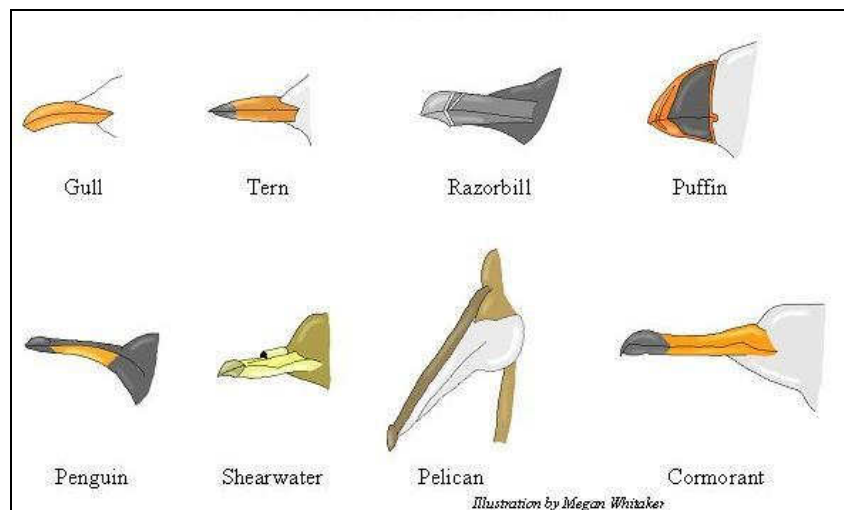 Gull Tern Razorbill Puffin
Penguin Shearwater Pelican Cormorant
Illustration by Megan Whitaker